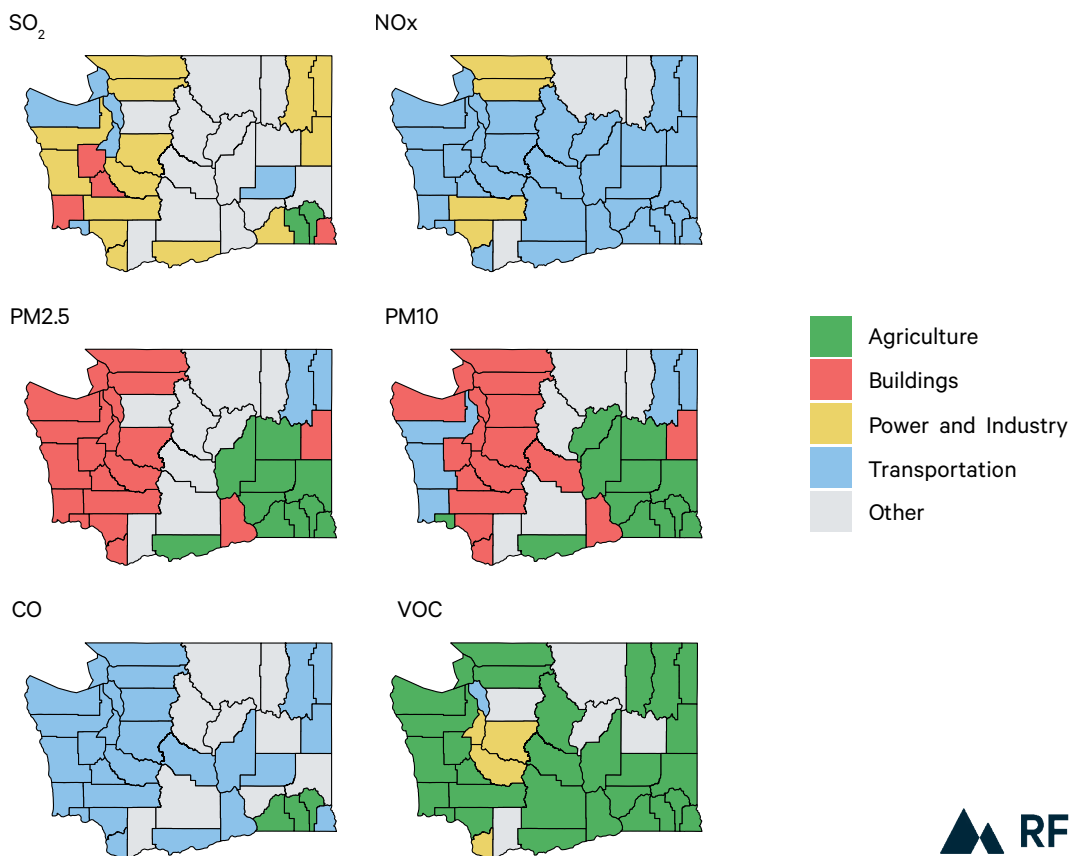 SO2
NOx
PM2.5
PM10
Agriculture
Buildings
Power and Industry
Transportation
Other
CO
VOC
RF